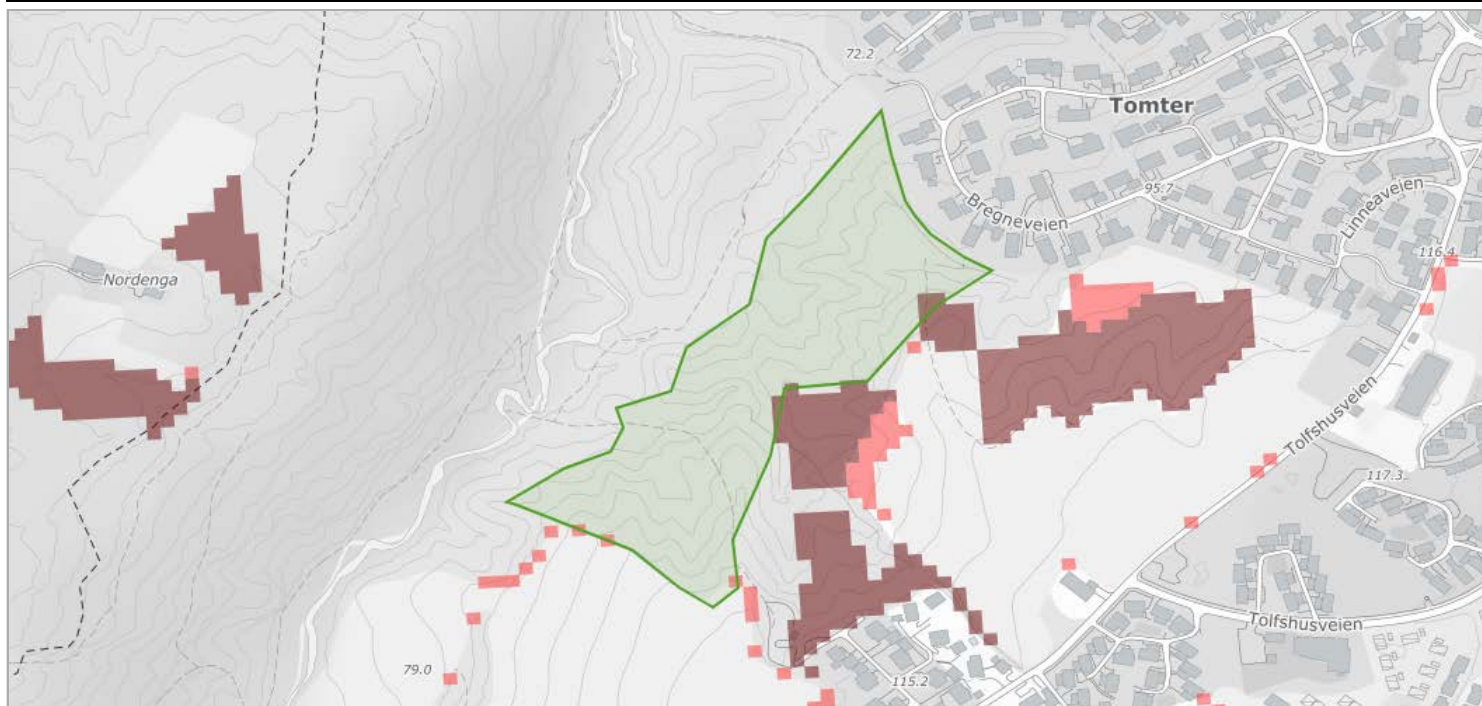 72.2
Tomter
Bregneveien
95.7
Linneaveien
116.4
Nordenga
Tolfshusveien
117.3
Tolfshusveien
79.0
115.2